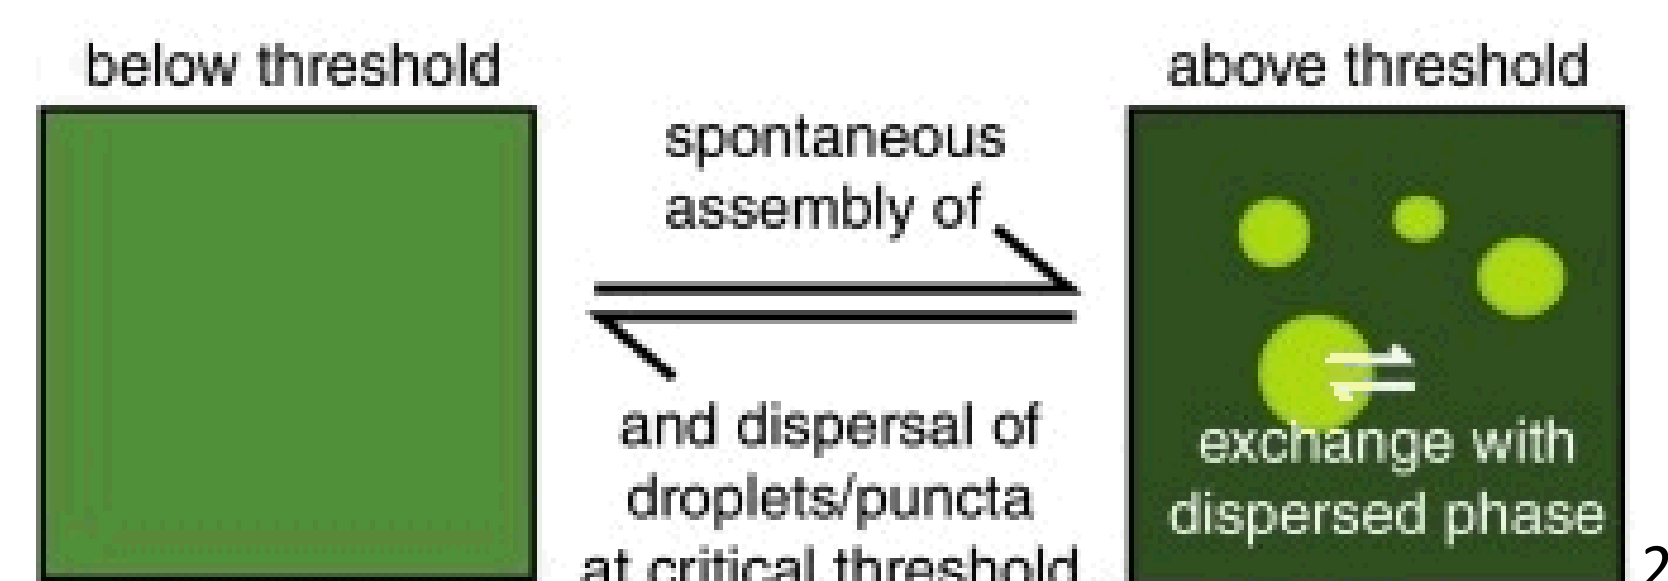 below threshold
above threshold
spontaneous
assembly of
and dispersal of
droplets/puncta
at critical threshold
exchange with
dispersed phase
2